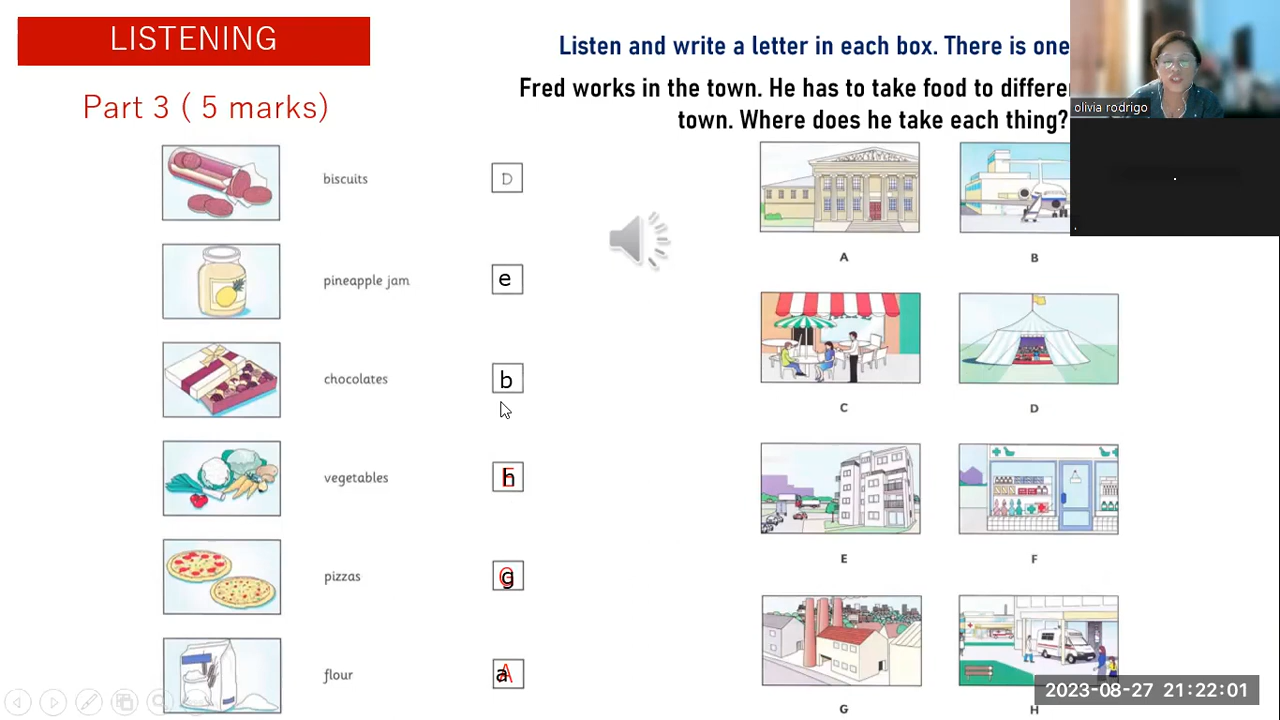 LISTENING
Listen and write a letter in each box. There is one
Fred works in the town. He has to take food to differe
town. Where does he take each thing?
olivia rodrigo
Part 3 ( 5 marks)
biscuits
D
pineapple jam
e
chocolates
b
vegetables
h
pizzas
g
flour
a A
A
B
C
D
E
F
G
H
2023-08-27 21:22:01